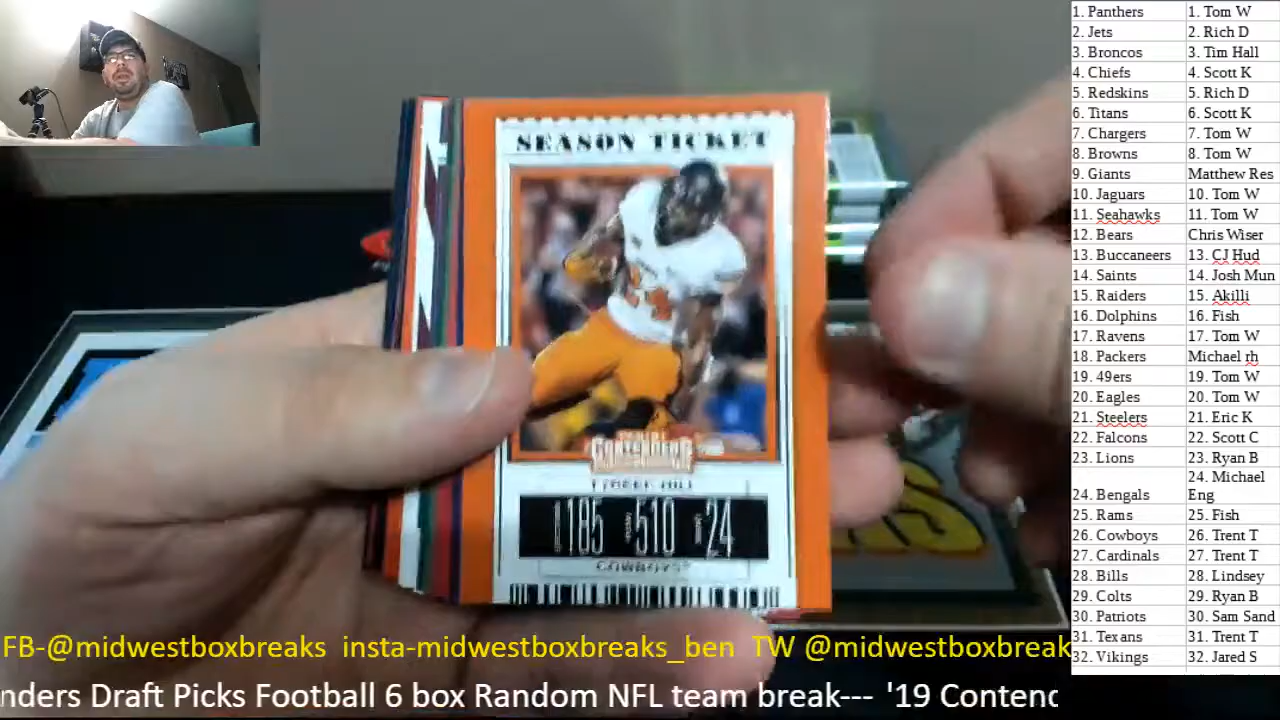 SEASON TICKET
CONTENDERS
TYREEK HILL
185 510 24
COWBOYS
1. Panthers 1. Tom W
2. Jets 2. Rich D
3. Broncos 3. Tim Hall
4. Chiefs 4. Scott K
5. Redskins 5. Rich D
6. Titans 6. Scott K
7. Chargers 7. Tom W
8. Browns 8. Tom W
9. Giants Matthew Res
10. Jaguars 10. Tom W
11. Seahawks 11. Tom W
12. Bears Chris Wiser
13. Buccaneers 13. CJ Hud
14. Saints 14. Josh Mun
15. Raiders 15. Akilli
16. Dolphins 16. Fish
17. Ravens 17. Tom W
18. Packers Michael rh
19. 49ers 19. Tom W
20. Eagles 20. Tom W
21. Steelers 21. Eric K
22. Falcons 22. Scott C
23. Lions 23. Ryan B
24. Bengals 24. Michael Eng
25. Rams 25. Fish
26. Cowboys 26. Trent T
27. Cardinals 27. Trent T
28. Bills 28. Lindsey
29. Colts 29. Ryan B
30. Patriots 30. Sam Sand
31. Texans 31. Trent T
32. Vikings 32. Jared S
FB-@midwestboxbreaks insta-midwestboxbreaks_ben TW @midwestboxbreak
nders Draft Picks Football 6 box Random NFL team break--- '19 Contend